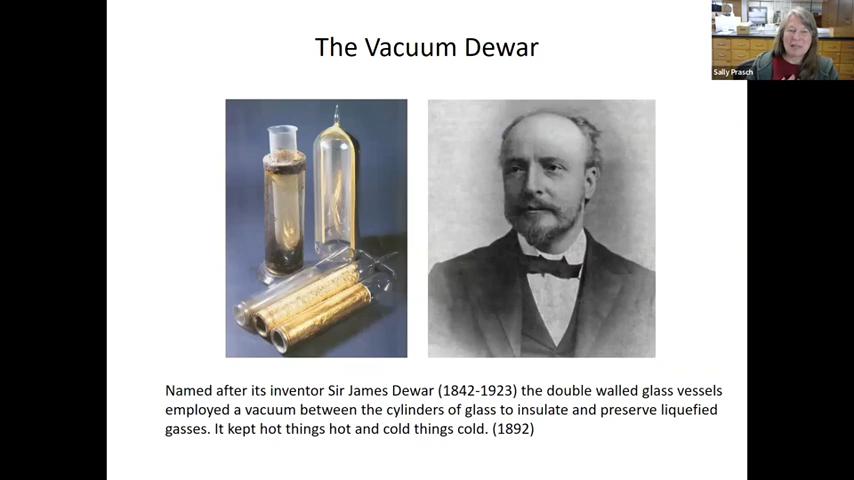 The Vacuum Dewar
Sally Prasch
Named after its inventor Sir James Dewar (1842-1923) the double walled glass vessels
employed a vacuum between the cylinders of glass to insulate and preserve liquefied
gasses. It kept hot things hot and cold things cold. (1892)